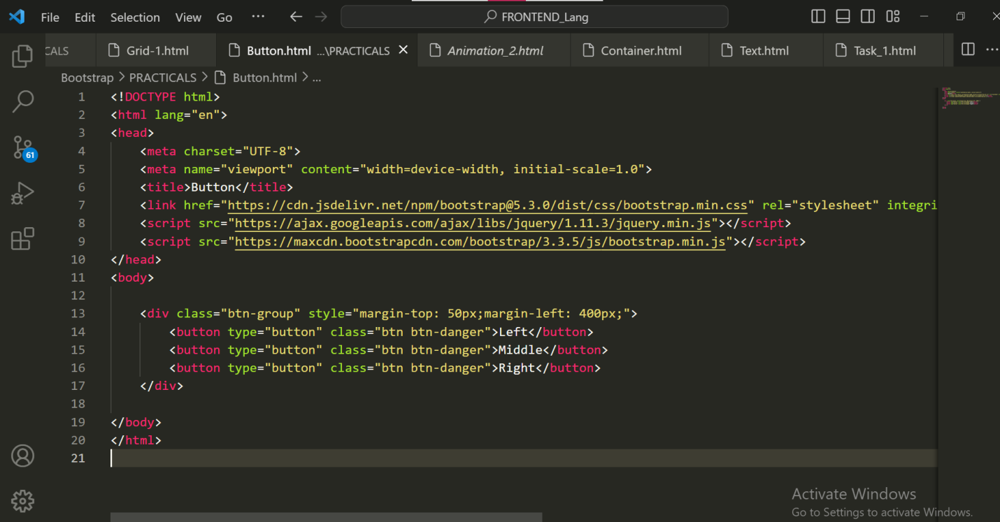 File Edit Selection View Go ··· FRONTEND_Lang
CALS Grid-1.html Button.html ...\PRACTICALS Animation_2.html Container.html Text.html Task_1.html
Bootstrap > PRACTICALS > Button.html > ...
1 <!DOCTYPE html>
2 <html lang="en">
3 <head>
4 <meta charset="UTF-8">
5 <meta name="viewport" content="width=device-width, initial-scale=1.0">
6 <title>Button</title>
7 <link href="https://cdn.jsdelivr.net/npm/bootstrap@5.3.0/dist/css/bootstrap.min.css" rel="stylesheet" integri
8 <script src="https://ajax.googleapis.com/ajax/libs/jquery/1.11.3/jquery.min.js"></script>
9 <script src="https://maxcdn.bootstrapcdn.com/bootstrap/3.3.5/js/bootstrap.min.js"></script>
10 </head>
11 <body>
12
13 <div class="btn-group" style="margin-top: 50px;margin-left: 400px;">
14 <button type="button" class="btn btn-danger">Left</button>
15 <button type="button" class="btn btn-danger">Middle</button>
16 <button type="button" class="btn btn-danger">Right</button>
17 </div>
18
19 </body>
20 </html>
21
61
Activate Windows
Go to Settings to activate Windows.